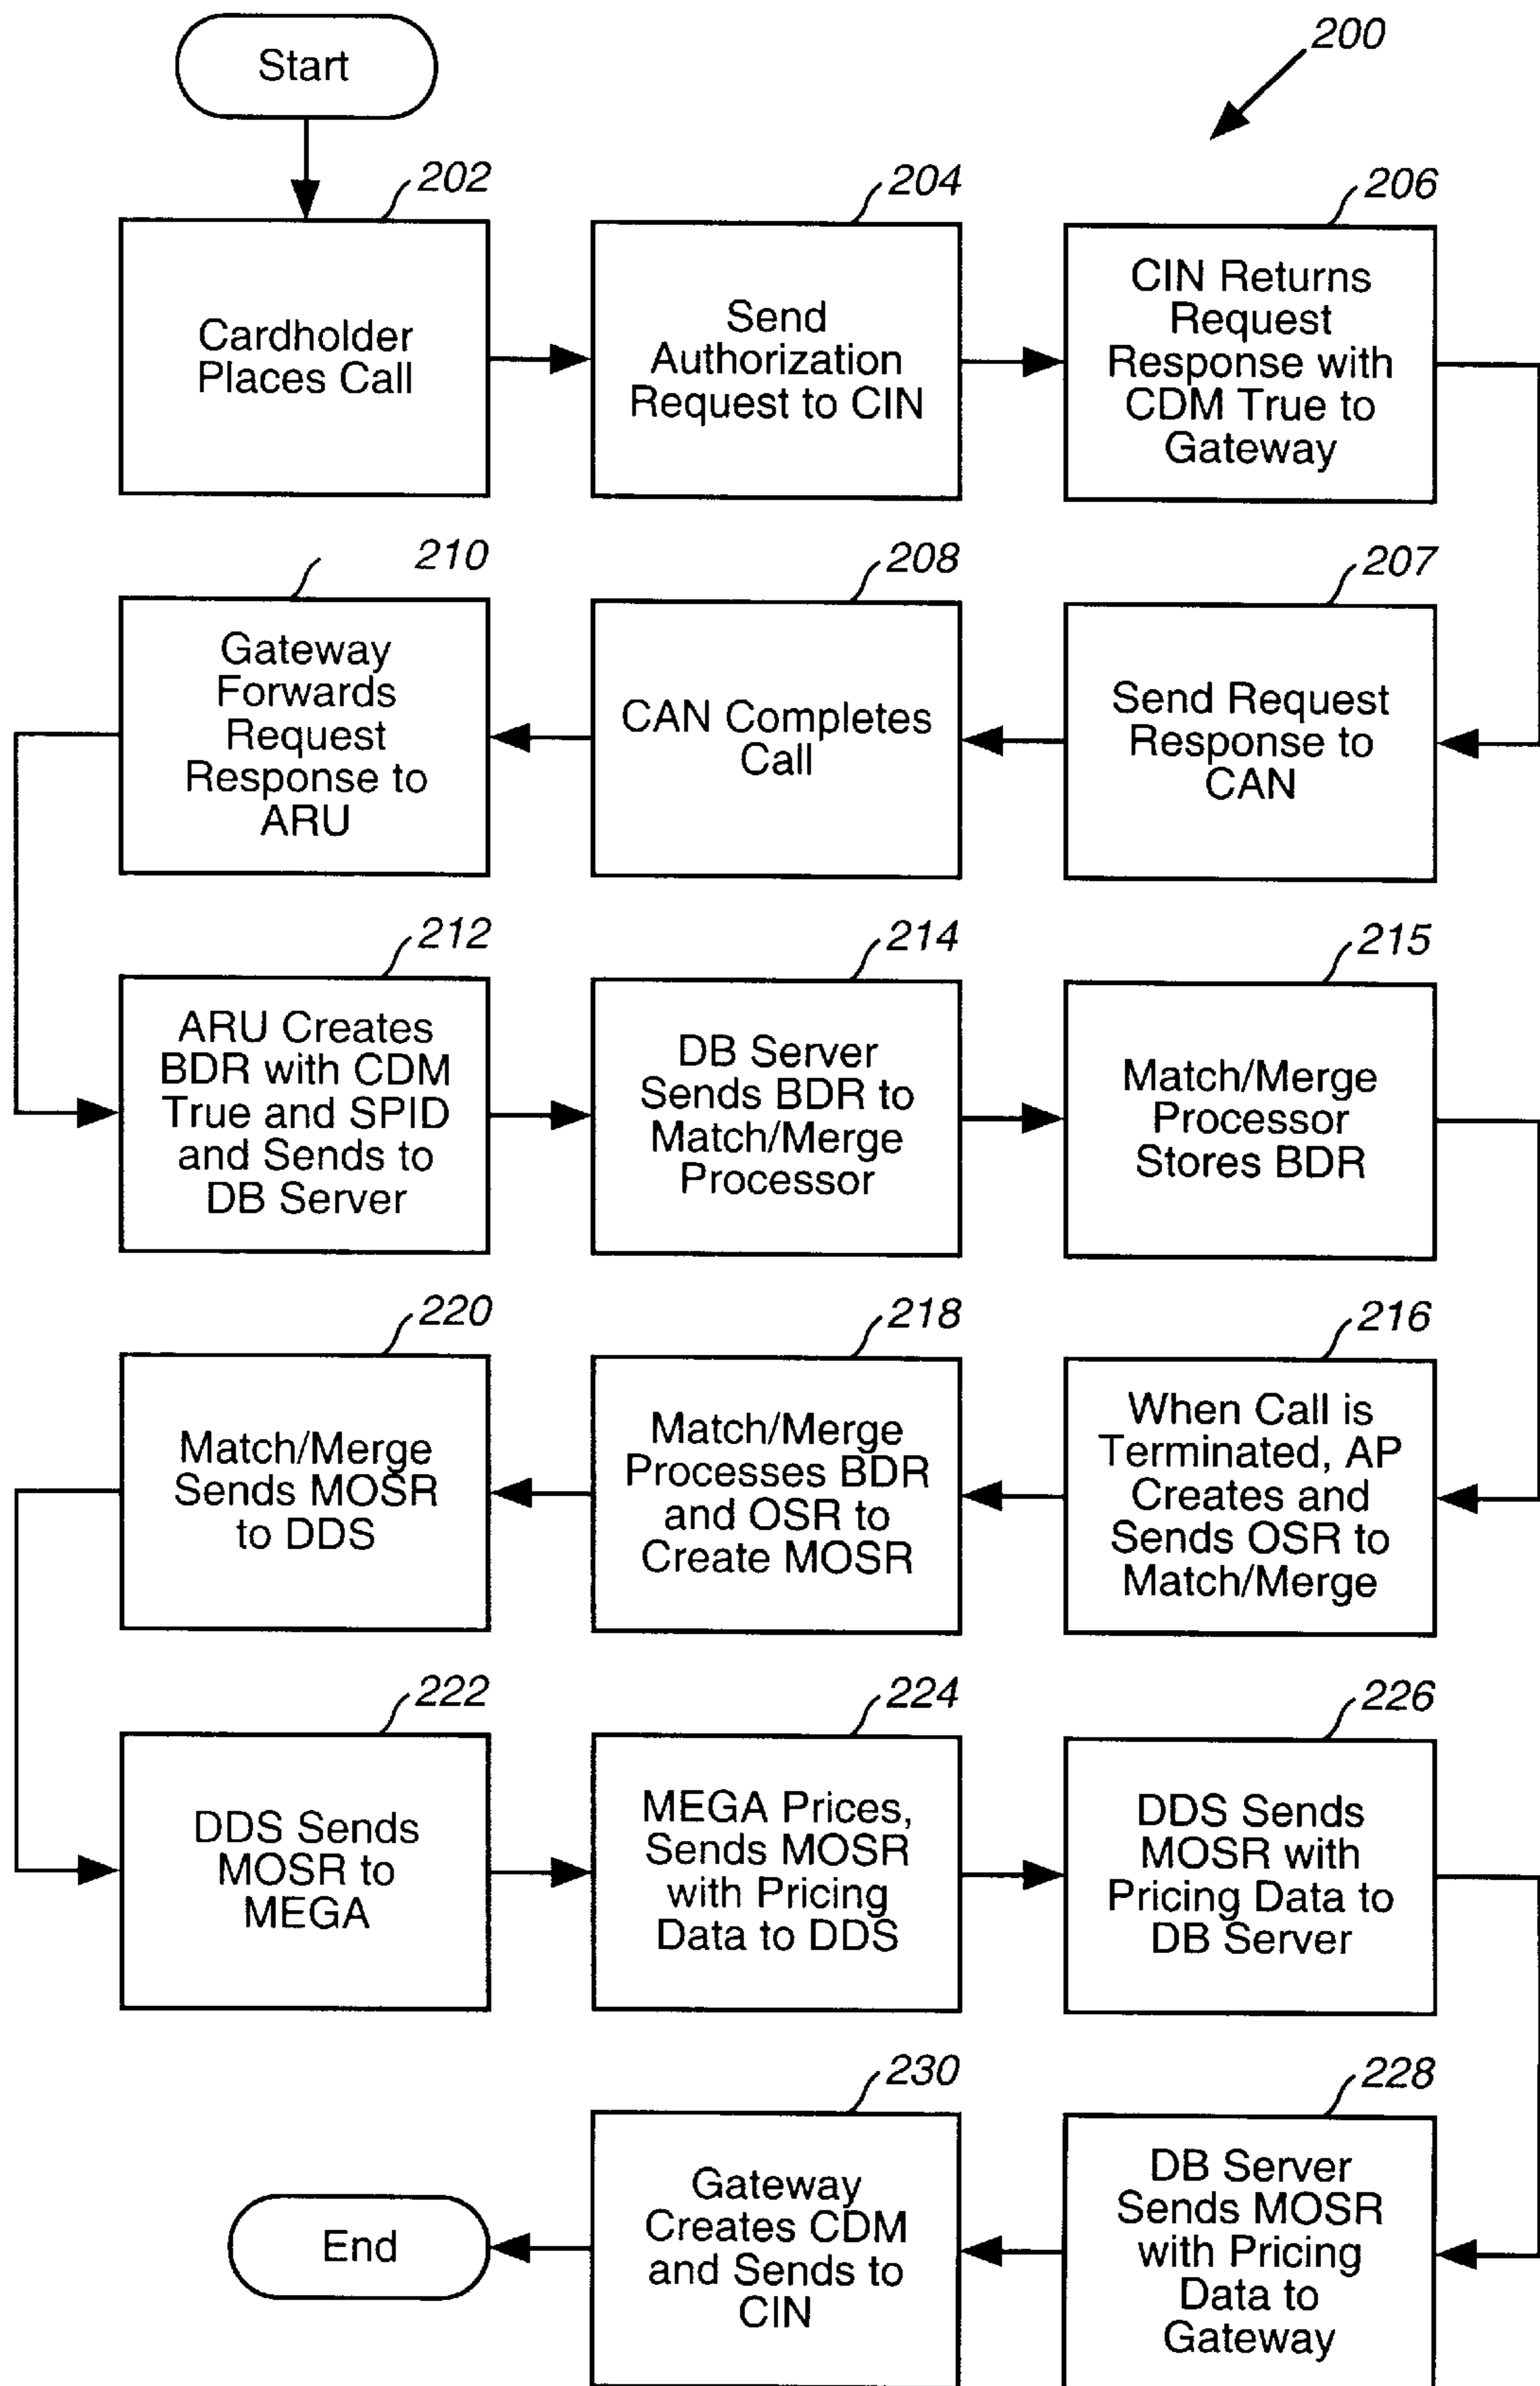 Start
200
202
Cardholder
Places Call
204
Send
Authorization
Request to CIN
206
CIN Returns
Request
Response with
CDM True to
Gateway
207
Send Request
Response to
CAN
208
CAN Completes
Call
210
Gateway
Forwards
Request
Response to
ARU
212
ARU Creates
BDR with CDM
True and SPID
and Sends to
DB Server
214
DB Server
Sends BDR to
Match/Merge
Processor
215
Match/Merge
Processor
Stores BDR
216
When Call is
Terminated, AP
Creates and
Sends OSR to
Match/Merge
218
Match/Merge
Processes BDR
and OSR to
Create MOSR
220
Match/Merge
Sends MOSR
to DDS
222
DDS Sends
MOSR to
MEGA
224
MEGA Prices,
Sends MOSR
with Pricing
Data to DDS
226
DDS Sends
MOSR with
Pricing Data to
DB Server
228
DB Server
Sends MOSR
with Pricing
Data to
Gateway
230
Gateway
Creates CDM
and Sends to
CIN
End